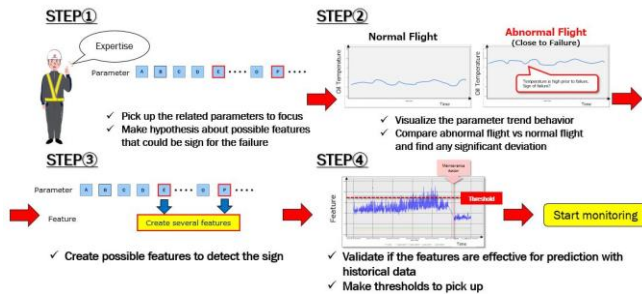 STEP①
Expertise
Parameter A B C D E •••• O P ••••
✓ Pick up the related parameters to focus
✓ Make hypothesis about possible features
that could be sign for the failure
STEP②
Normal Flight
Oil Temperature
Time
Abnormal Flight
(Close to Failure)
Oil Temperature
Temperature is high prior to failure.
Sign of failure?
Time
✓ Visualize the parameter trend behavior
✓ Compare abnormal flight vs normal flight
and find any significant deviation
STEP③
Parameter A B C D E •••• O P ••••
Feature
Create several features
✓ Create possible features to detect the sign
STEP④
Maintenance
Action
Feature
Threshold
Time
✓ Validate if the features are effective for prediction with
historical data
✓ Make thresholds to pick up
Start monitoring